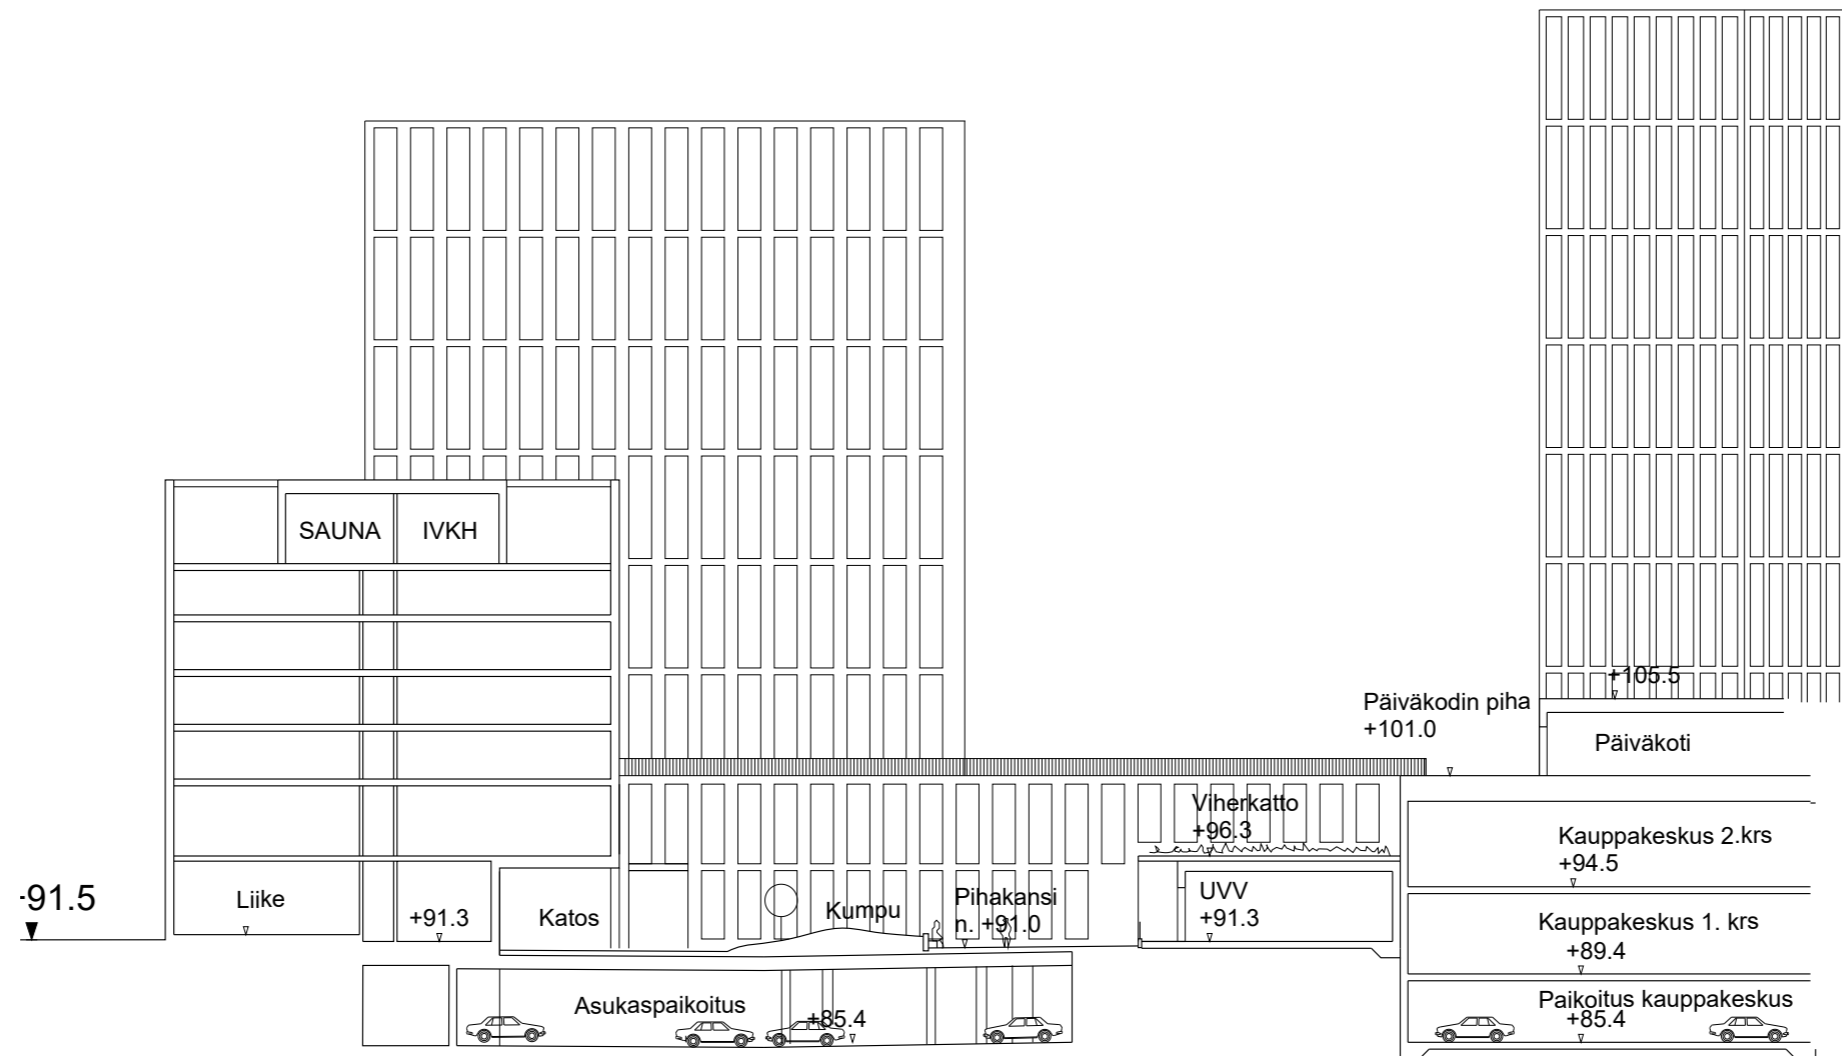 +105.5
Päiväkodin piha
+101.0
Päiväkoti
SAUNA
IVKH
Viherkatto
+96.3
Kauppakeskus 2.krs
+94.5
-91.5
Liike
+91.3
Katos
Kumpu
Pihakansi
n. +91.0
UVV
+91.3
Kauppakeskus 1. krs
+89.4
Asukaspaikoitus
+85.4
Paikoitus kauppakeskus
+85.4